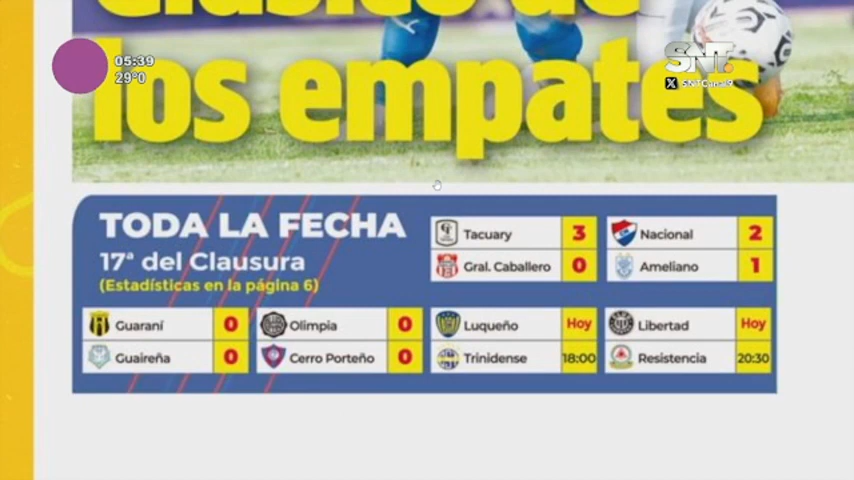 Clásico de
los empates
05:39
29°0
SNT
X SNTCanal9
TODA LA FECHA
17ª del Clausura
(Estadísticas en la página 6)
Tacuary 3
Gral. Caballero 0
Nacional 2
Ameliano 1
Guaraní 0
Guaireña 0
Olimpia 0
Cerro Porteño 0
Luqueño Hoy
Trinidense 18:00
Libertad Hoy
Resistencia 20:30